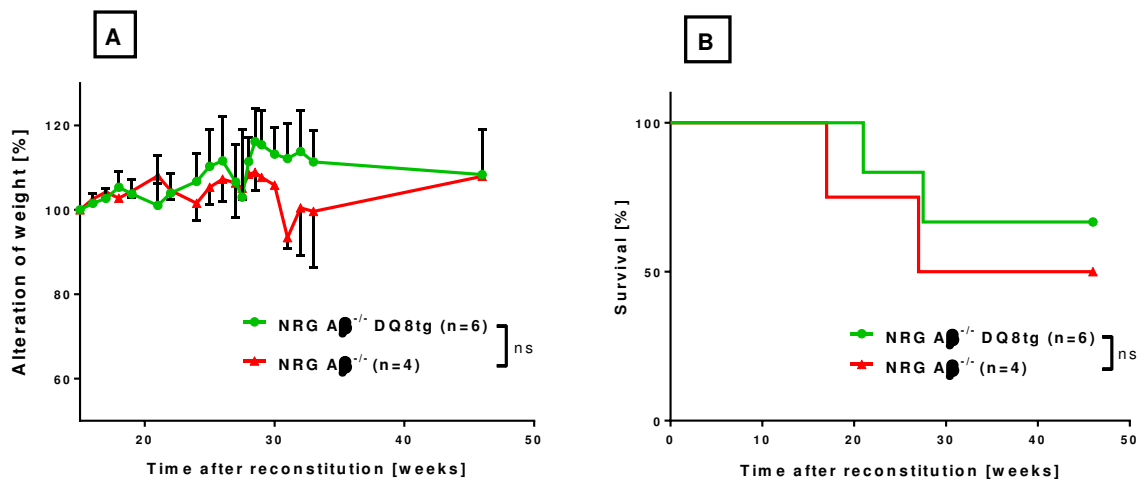 A
Alteration of weight [%]
120
100
80
60
20
30
40
50
Time after reconstitution [weeks]
NRG Aβ-/- DQ8tg (n=6)
NRG Aβ-/- (n=4)
ns
B
Survival [%]
100
50
0
0
10
20
30
40
50
Time after reconstitution [weeks]
NRG Aβ-/- DQ8tg (n=6)
NRG Aβ-/- (n=4)
ns